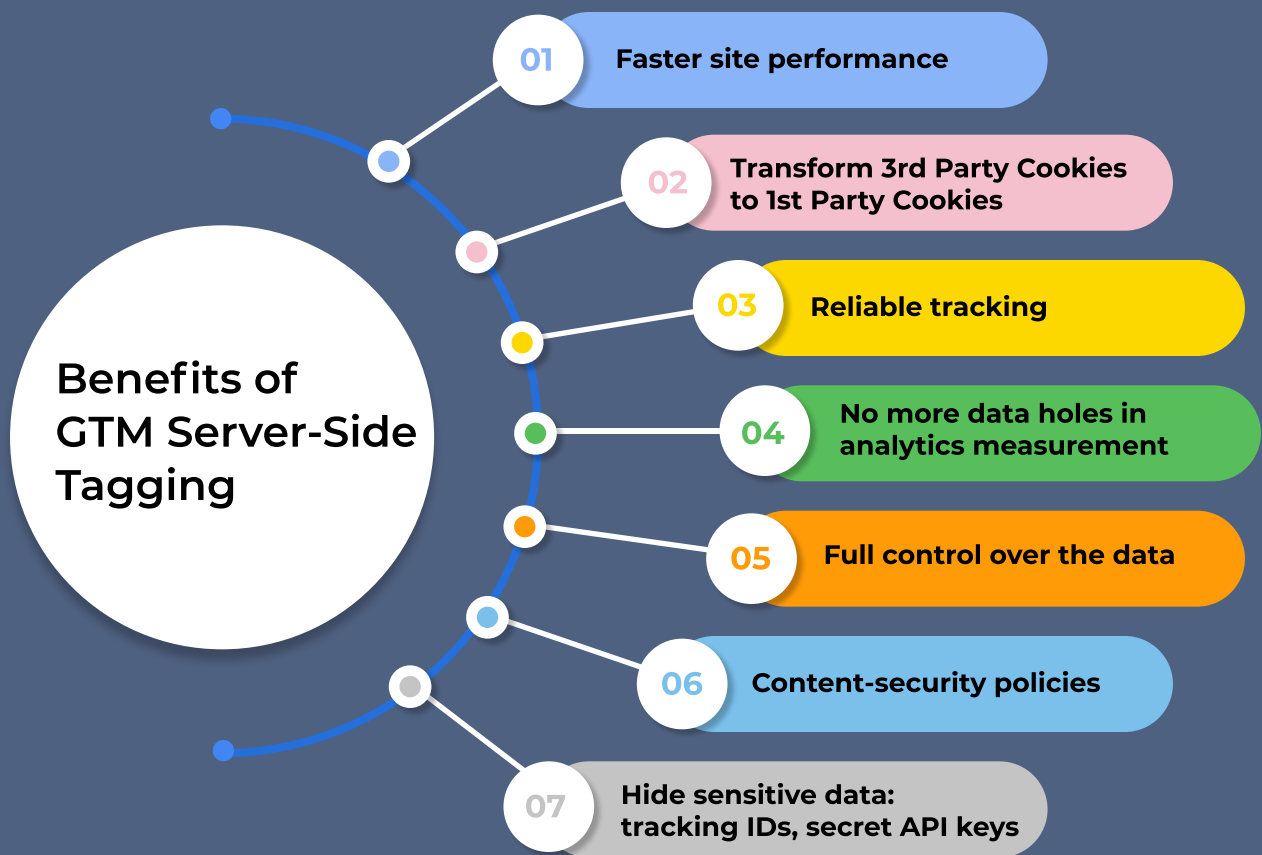 Benefits of
GTM Server-Side
Tagging
01
Faster site performance
02
Transform 3rd Party Cookies
to 1st Party Cookies
03
Reliable tracking
04
No more data holes in
analytics measurement
05
Full control over the data
06
Content-security policies
07
Hide sensitive data:
tracking IDs, secret API keys